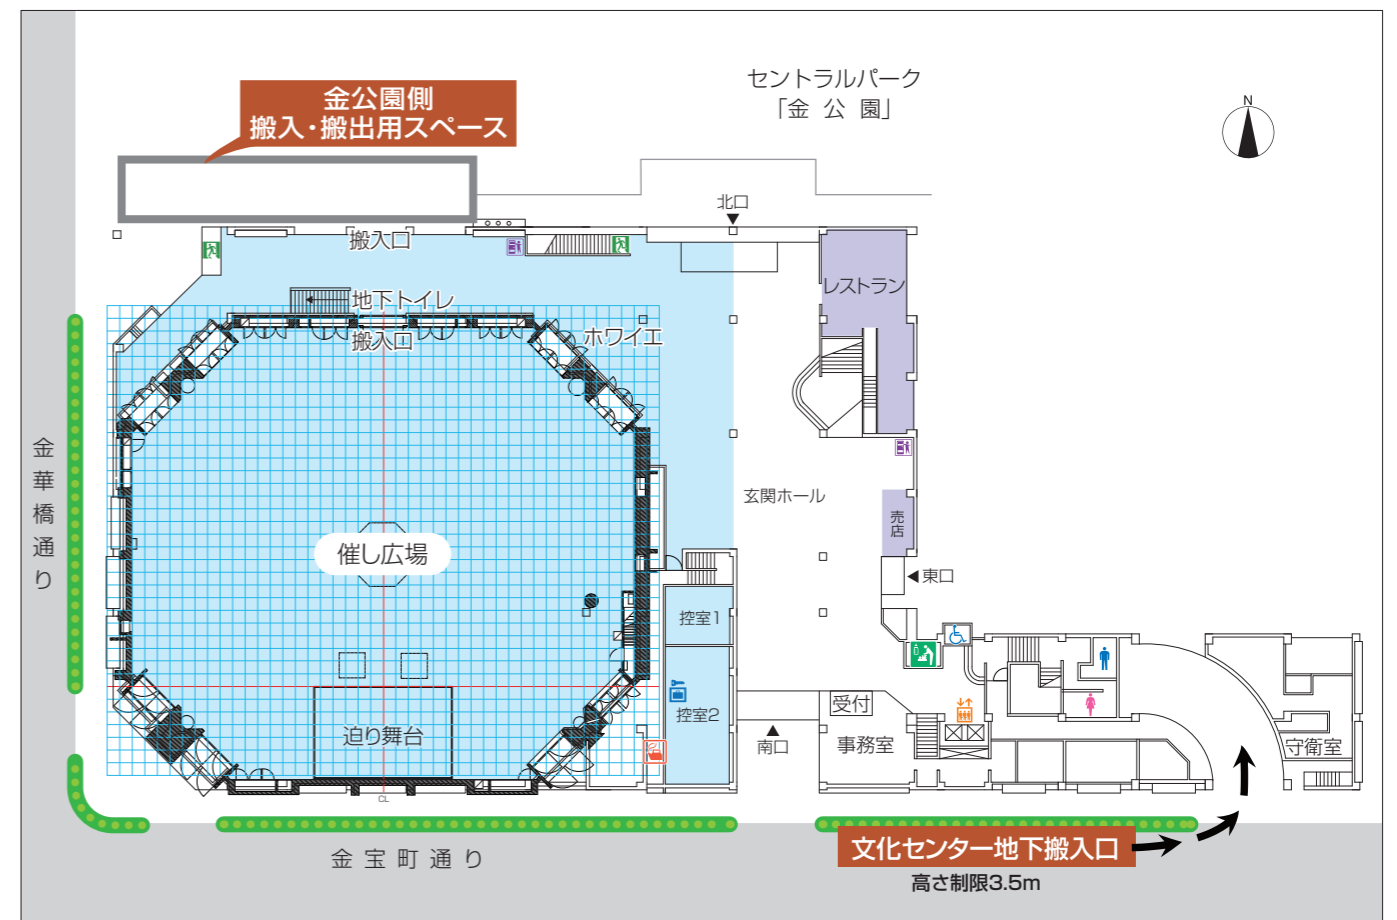 セントラルパーク
「金 公 園」
N
金公園側
搬入・搬出用スペース
北口
搬入口
レストラン
地下トイレ
搬入口
ホワイエ
金華橋通り
玄関ホール
売店
催し広場
東口
控室1
控室2
受付
迫り舞台
南口
事務室
守衛室
CL
金宝町通り
文化センター地下搬入口
高さ制限3.5m